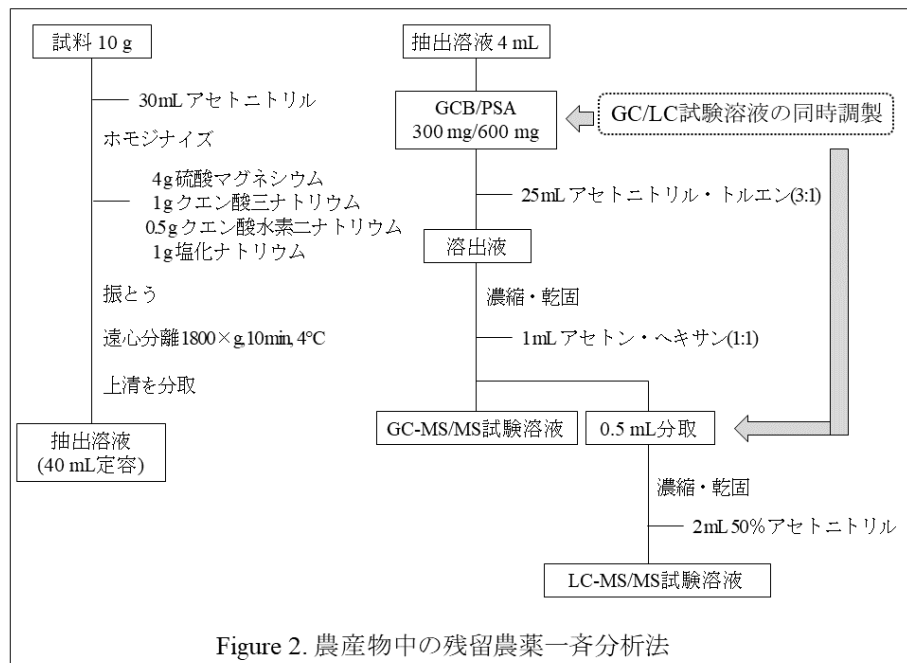 試料 10 g
30mL アセトニトリル
ホモジナイズ
4g 硫酸マグネシウム
1g クエン酸三ナトリウム
0.5g クエン酸水素二ナトリウム
1g 塩化ナトリウム
振とう
遠心分離 1800×g, 10min, 4°C
上清を分取
抽出溶液
(40 mL定容)
抽出溶液 4 mL
GCB/PSA
300 mg/600 mg
GC/LC試験溶液の同時調製
25mL アセトニトリル・トルエン(3:1)
溶出液
濃縮・乾固
1mL アセトン・ヘキサン(1:1)
GC-MS/MS試験溶液
0.5 mL分取
濃縮・乾固
2mL 50%アセトニトリル
LC-MS/MS試験溶液
Figure 2. 農産物中の残留農薬一斉分析法